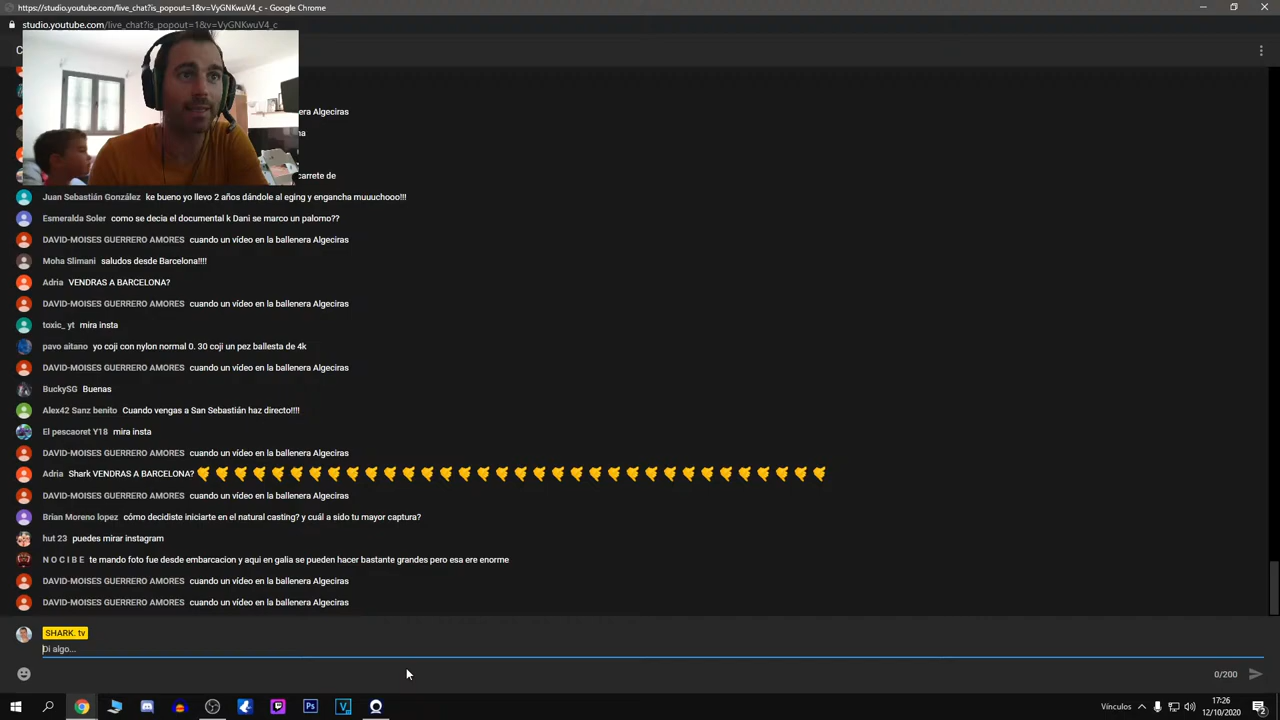 https://studio.youtube.com/live_chat?is_popout=1&v=VyGNKwuV4_c - Google Chrome
studio.youtube.com/live_chat?is_popout=1&v=VyGNKwuV4_c
C
era Algeciras
na
carrete de
Juan Sebastián González ke bueno yo llevo 2 años dándole al eging y engancha muuuchooo!!!
Esmeralda Soler como se decia el documental k Dani se marco un palomo??
DAVID-MOISES GUERRERO AMORES cuando un vídeo en la ballenera Algeciras
Moha Slimani saludos desde Barcelona!!!!
Adria VENDRAS A BARCELONA?
DAVID-MOISES GUERRERO AMORES cuando un vídeo en la ballenera Algeciras
toxic_ yt mira insta
pavo aitano yo coji con nylon normal 0. 30 coji un pez ballesta de 4k
DAVID-MOISES GUERRERO AMORES cuando un vídeo en la ballenera Algeciras
BuckySG Buenas
Alex42 Sanz benito Cuando vengas a San Sebastián haz directo!!!!
El pescaoret Y18 mira insta
DAVID-MOISES GUERRERO AMORES cuando un vídeo en la ballenera Algeciras
Adria Shark VENDRAS A BARCELONA?
DAVID-MOISES GUERRERO AMORES cuando un vídeo en la ballenera Algeciras
Brian Moreno lopez cómo decidiste iniciarte en el natural casting? y cuál a sido tu mayor captura?
hut 23 puedes mirar instagram
N O C I B E te mando foto fue desde embarcacion y aqui en galia se pueden hacer bastante grandes pero esa ere enorme
DAVID-MOISES GUERRERO AMORES cuando un vídeo en la ballenera Algeciras
DAVID-MOISES GUERRERO AMORES cuando un vídeo en la ballenera Algeciras
SHARK. tv
Di algo...
0/200
Vínculos
17:26
12/10/2020